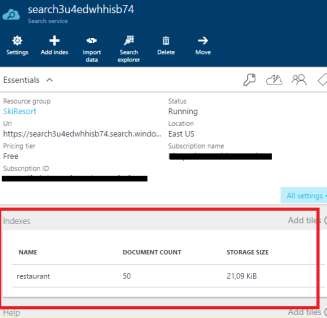 search3u4edwhhisb74
Search service
Settings Add index Import data Search explorer Delete Move
Essentials
Resource group
SkiResort
Status
Running
Url
https://search3u4edwhhisb74.search.windo...
Location
East US
Pricing tier
Free
Subscription name
Subscription ID
All settings
Indexes Add tiles
NAME DOCUMENT COUNT STORAGE SIZE
restaurant 50 21,09 KiB
Help Add tiles